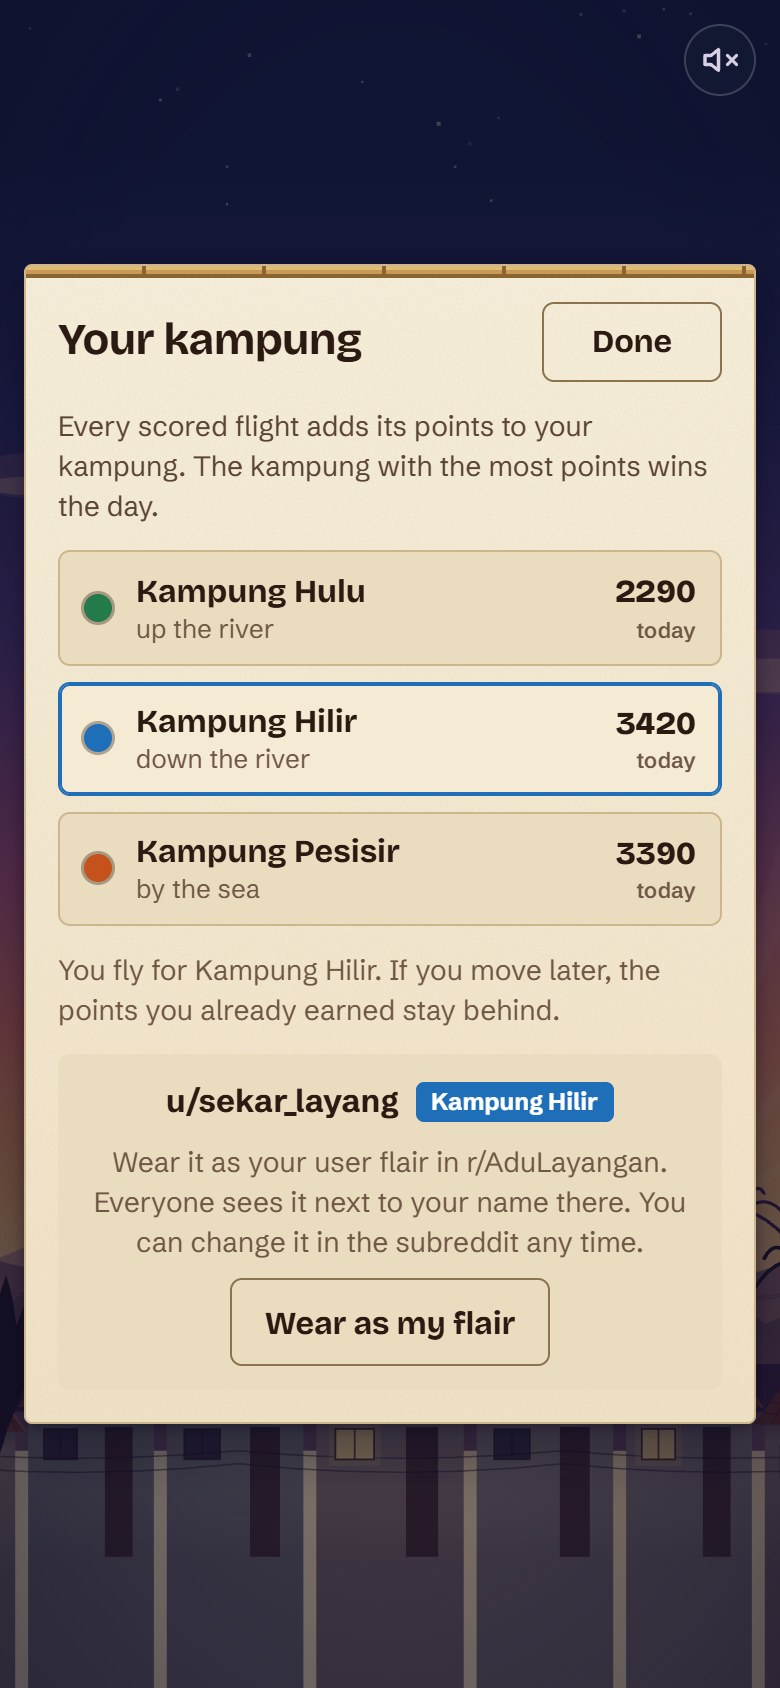 Your kampung
Done
Every scored flight adds its points to your
kampung. The kampung with the most points wins
the day.
Kampung Hulu
2290
up the river
today
Kampung Hilir
3420
down the river
today
Kampung Pesisir
3390
by the sea
today
You fly for Kampung Hilir. If you move later, the
points you already earned stay behind.
u/sekar_layang Kampung Hilir
Wear it as your user flair in r/AduLayangan.
Everyone sees it next to your name there. You
can change it in the subreddit any time.
Wear as my flair